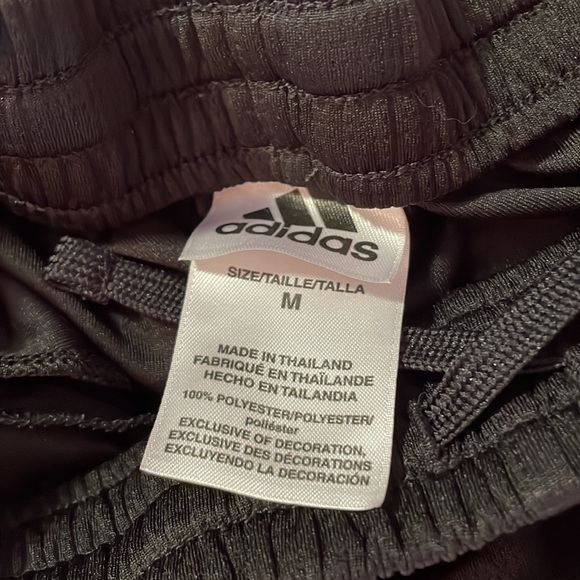 adidas
SIZE/TAILLE/TALLA
M
MADE IN THAILAND
FABRIQUÉ EN THAÏLANDE
HECHO EN TAILANDIA
100% POLYESTER/POLYESTER/
poliéster
EXCLUSIVE OF DECORATION,
EXCLUSIVE DES DÉCORATIONS
EXCLUYENDO LA DECORACIÓN